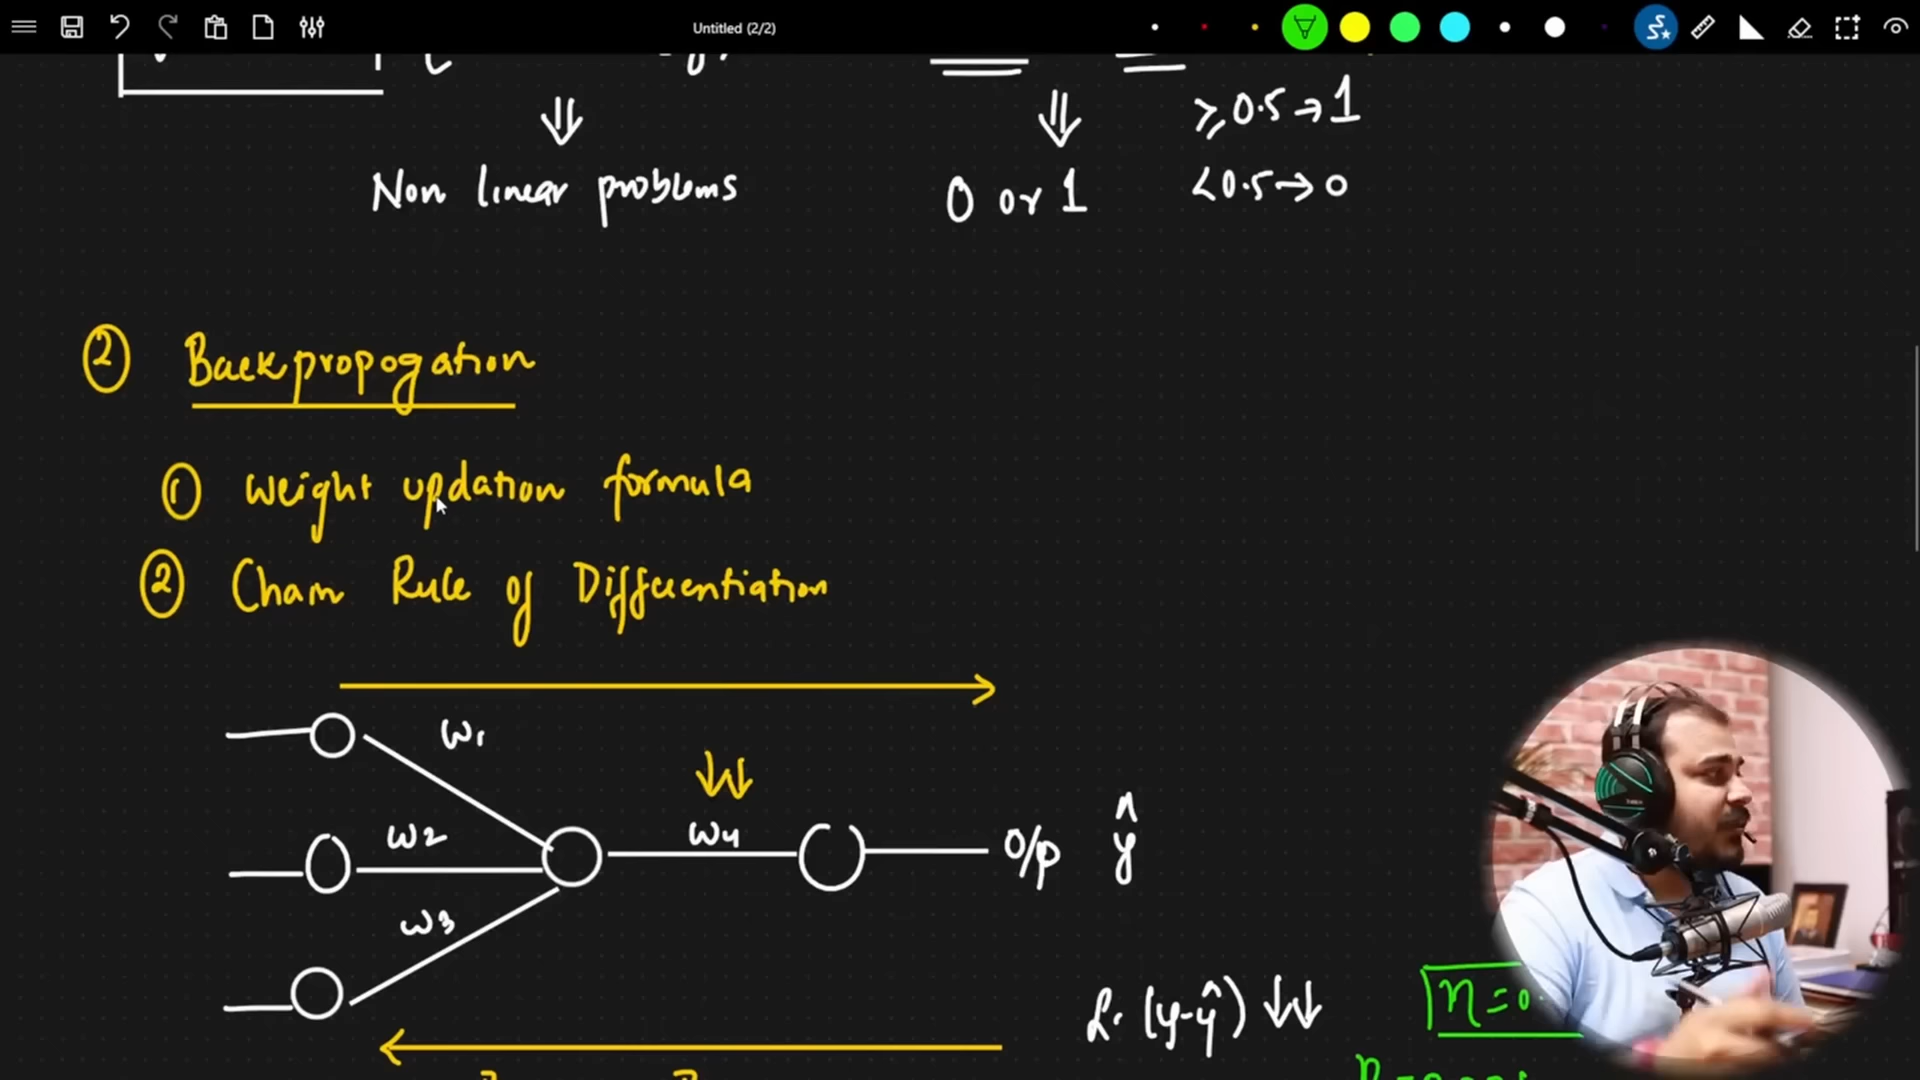 Untitled (2/2)
≥0.5→1
Non linear problems
0 or 1
<0.5→0
② Backpropogation
① Weight updation formula
② Chain Rule of Differentiation
w1
w2
w4
O/p ŷ
w3
(y-ŷ) ↓↓
η=0.